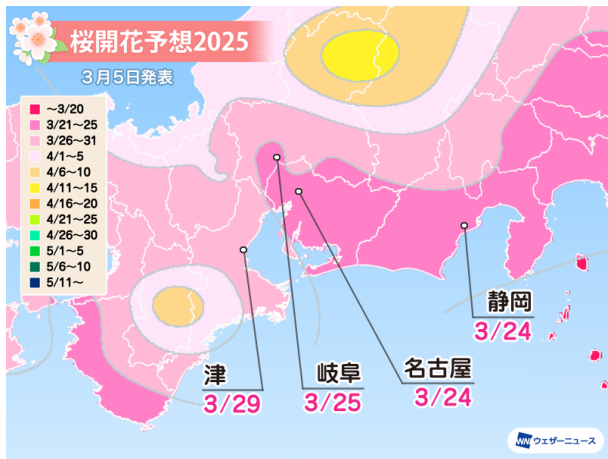 桜開花予想2025
3月5日発表
～3/20
3/21～25
3/26～31
4/1～5
4/6～10
4/11～15
4/16～20
4/21～25
4/26～30
5/1～5
5/6～10
5/11～
静岡
3/24
名古屋
3/24
岐阜
3/25
津
3/29
WN ウェザーニュース